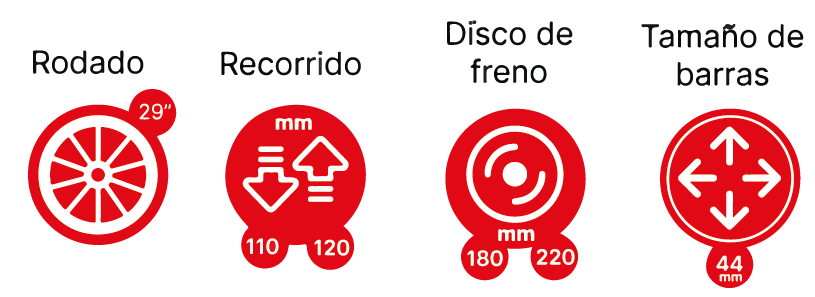 Rodado
29”
Recorrido
mm
110
120
Disco de
freno
mm
180
220
Tamaño de
barras
44
mm